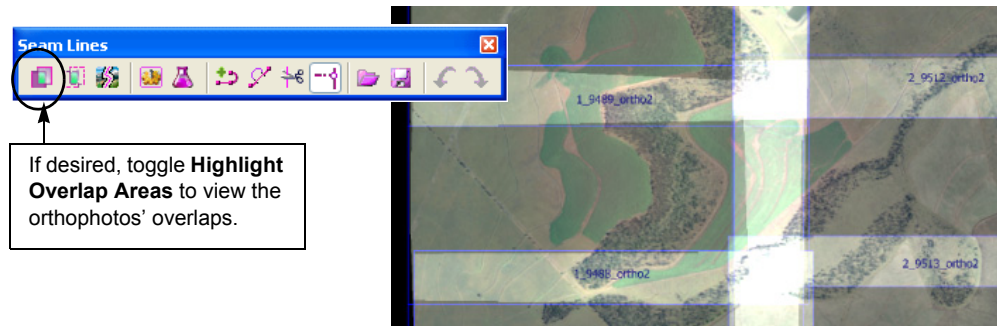 Seam Lines
If desired, toggle Highlight
Overlap Areas to view the
orthophotos' overlaps.
1_9489_ortho2
2_9512_ortho2
1_9488_ortho2
2_9513_ortho2